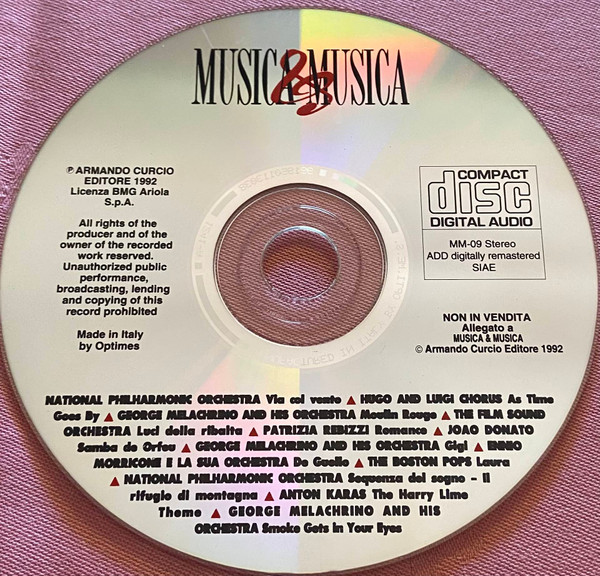 MUSICA & MUSICA
℗ ARMANDO CURCIO
EDITORE 1992
Licenza BMG Ariola
S.p.A.
All rights of the
producer and of the
owner of the recorded
work reserved.
Unauthorized public
performance,
broadcasting, lending
and copying of this
record prohibited
Made in Italy
by Optimes
COMPACT
disc
DIGITAL AUDIO
MM-09 Stereo
ADD digitally remastered
SIAE
NON IN VENDITA
Allegato a
MUSICA & MUSICA
© Armando Curcio Editore 1992
NATIONAL PHILHARMONIC ORCHESTRA Via col vento ▲ HUGO AND LUIGI CHORUS As Time
Goes By ▲ GEORGE MELACHRINO AND HIS ORCHESTRA Moulin Rouge ▲ THE FILM SOUND
ORCHESTRA Luci della ribalta ▲ PATRIZIA REBIZZI Romance ▲ JOAO DONATO
Samba de Orfeu ▲ GEORGE MELACHRINO AND HIS ORCHESTRA Gigi ▲ ENNIO
MORRICONE E LA SUA ORCHESTRA De Guello ▲ THE BOSTON POPS Laura
▲ NATIONAL PHILHARMONIC ORCHESTRA Sequenza del sogno - Il
rifugio di montagna ▲ ANTON KARAS The Harry Lime
Theme ▲ GEORGE MELACHRINO AND HIS
ORCHESTRA Smoke Gets in Your Eyes